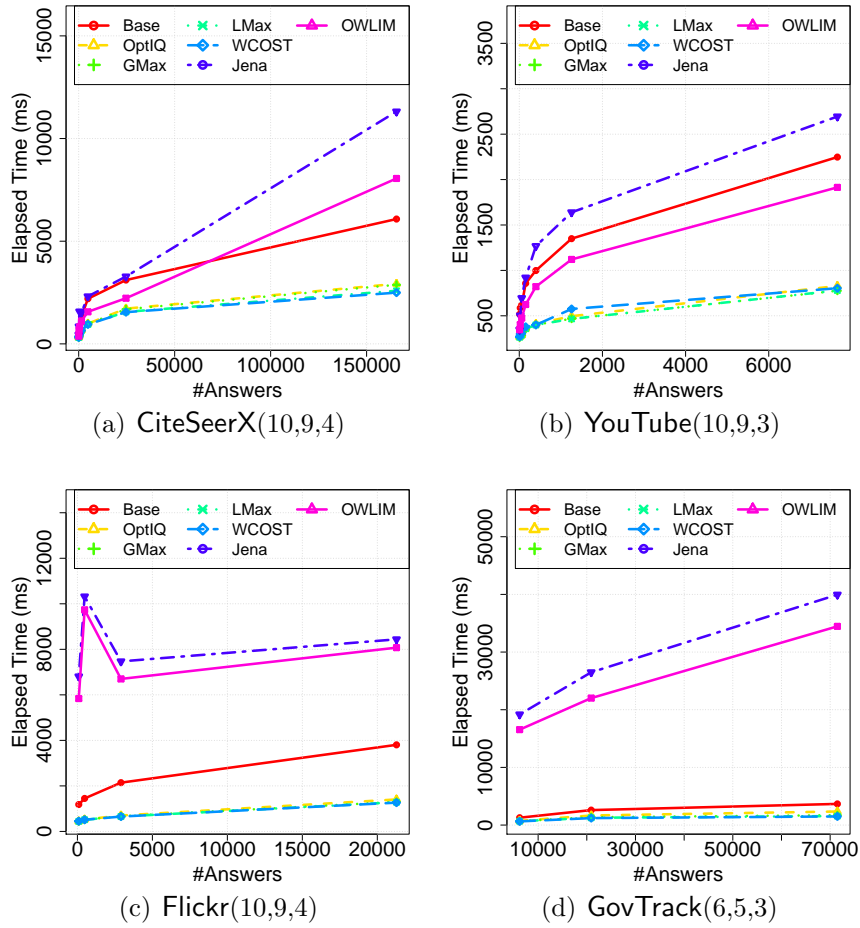 Base
OptIQ
GMax
LMax
WCOST
Jena
OWLIM
15000
10000
5000
0
Elapsed Time (ms)
0 50000 100000 150000
#Answers
(a) CiteSeerX(10,9,4)
Base
OptIQ
GMax
LMax
WCOST
Jena
OWLIM
3500
2500
1500
500
Elapsed Time (ms)
0 2000 4000 6000
#Answers
(b) YouTube(10,9,3)
Base
OptIQ
GMax
LMax
WCOST
Jena
OWLIM
12000
8000
4000
0
Elapsed Time (ms)
0 5000 10000 15000 20000
#Answers
(c) Flickr(10,9,4)
Base
OptIQ
GMax
LMax
WCOST
Jena
OWLIM
50000
30000
10000
0
Elapsed Time (ms)
10000 30000 50000 70000
#Answers
(d) GovTrack(6,5,3)